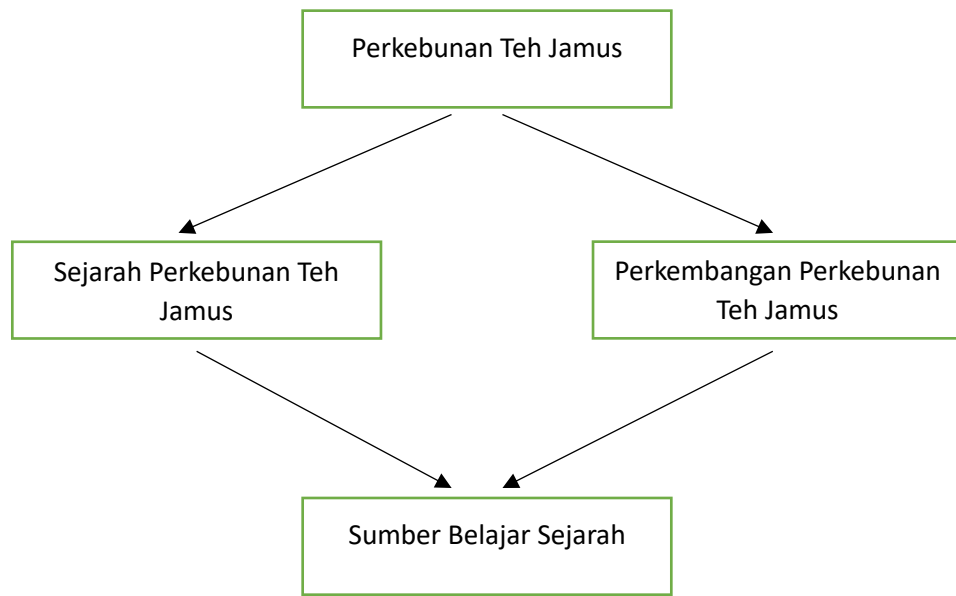 Perkebunan Teh Jamus
Sejarah Perkebunan Teh
Jamus
Perkembangan Perkebunan
Teh Jamus
Sumber Belajar Sejarah